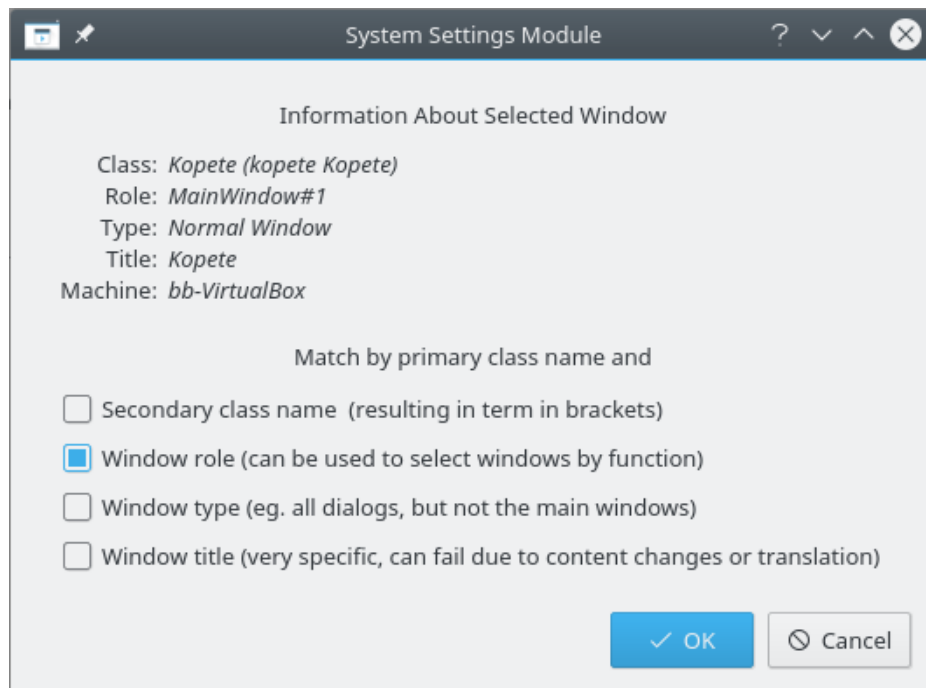 System Settings Module
Information About Selected Window
Class: Kopete (kopete Kopete)
Role: MainWindow#1
Type: Normal Window
Title: Kopete
Machine: bb-VirtualBox
Match by primary class name and
Secondary class name (resulting in term in brackets)
Window role (can be used to select windows by function)
Window type (eg. all dialogs, but not the main windows)
Window title (very specific, can fail due to content changes or translation)
OK Cancel